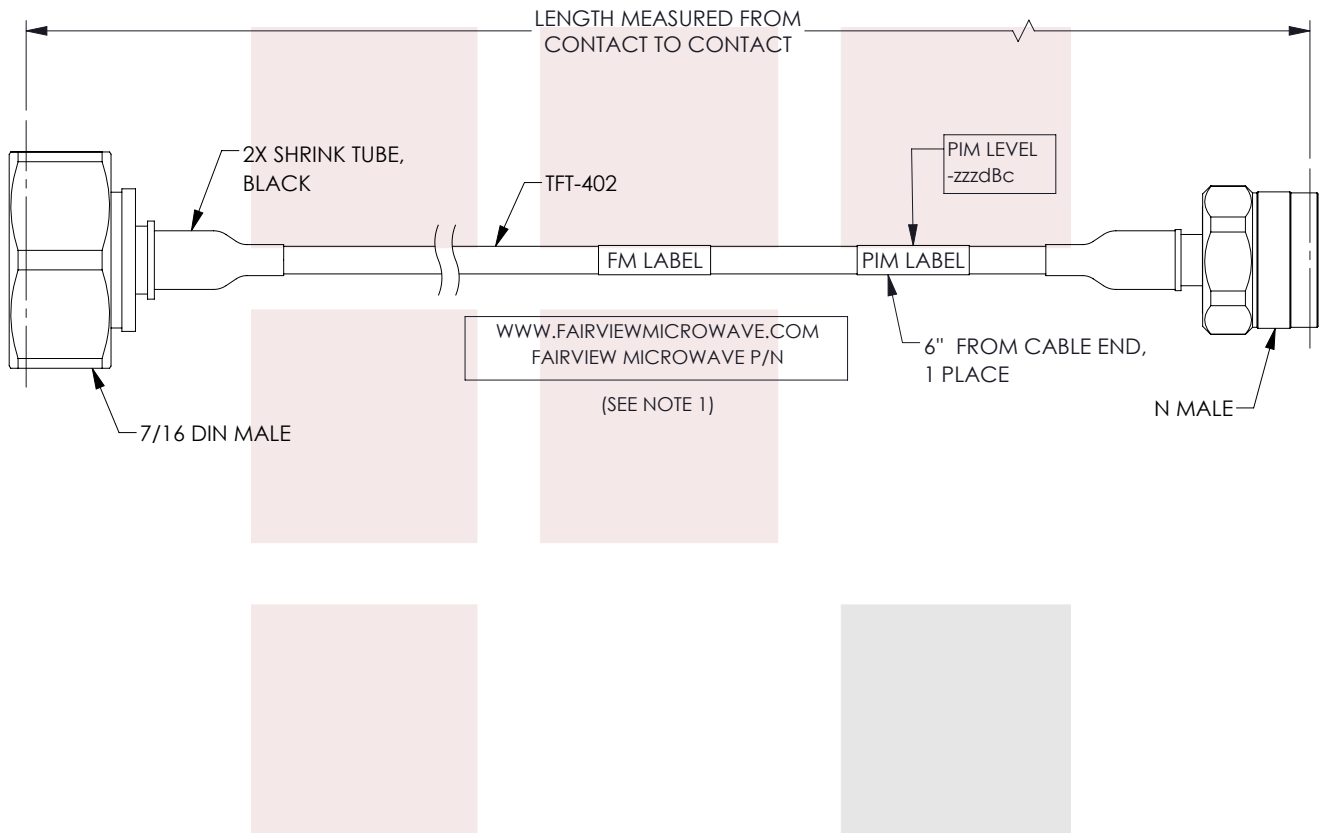 LENGTH MEASURED FROM
CONTACT TO CONTACT
2X SHRINK TUBE,
BLACK
TFT-402
PIM LEVEL
-zzzdBc
FM LABEL
PIM LABEL
WWW.FAIRVIEWMICROWAVE.COM
FAIRVIEW MICROWAVE P/N
(SEE NOTE 1)
6" FROM CABLE END,
1 PLACE
7/16 DIN MALE
N MALE